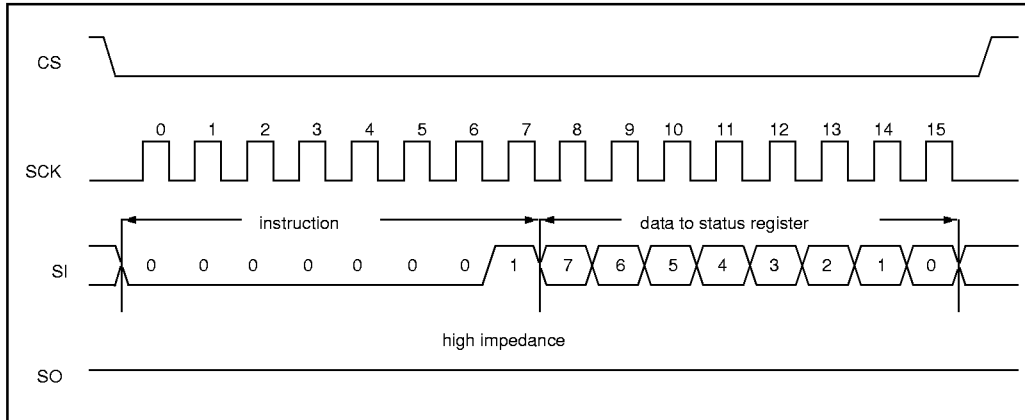 CS
0 1 2 3 4 5 6 7 8 9 10 11 12 13 14 15
SCK
instruction data to status register
SI 0 0 0 0 0 0 0 1 7 6 5 4 3 2 1 0
high impedance
SO